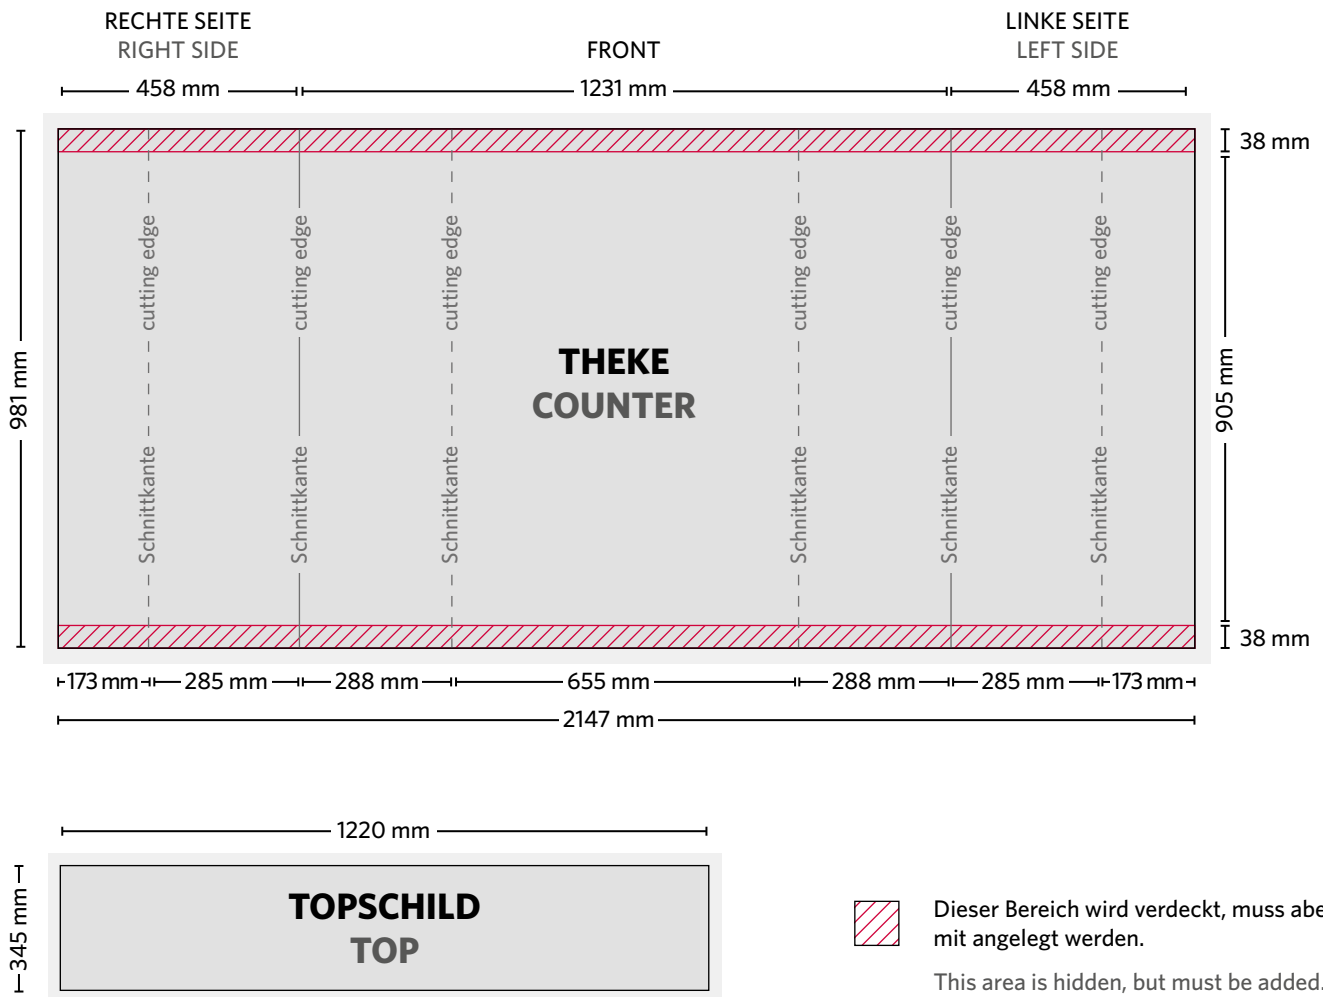 RECHTE SEITE
RIGHT SIDE
FRONT
LINKE SEITE
LEFT SIDE
458 mm
1231 mm
458 mm
38 mm
981 mm
905 mm
cutting edge
cutting edge
cutting edge
cutting edge
cutting edge
cutting edge
THEKE
COUNTER
Schnittkante
Schnittkante
Schnittkante
Schnittkante
Schnittkante
Schnittkante
38 mm
173 mm
285 mm
288 mm
655 mm
288 mm
285 mm
173 mm
2147 mm
1220 mm
345 mm
TOPSCHILD
TOP
Dieser Bereich wird verdeckt, muss abe
mit angelegt werden.
This area is hidden, but must be added.